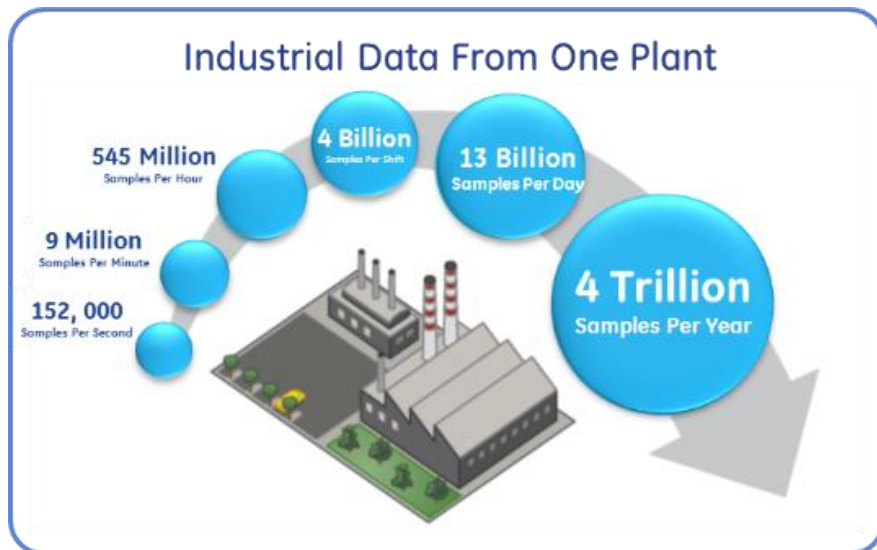 Industrial Data From One Plant
152, 000
Samples Per Second
9 Million
Samples Per Minute
545 Million
Samples Per Hour
4 Billion
Samples Per Shift
13 Billion
Samples Per Day
4 Trillion
Samples Per Year